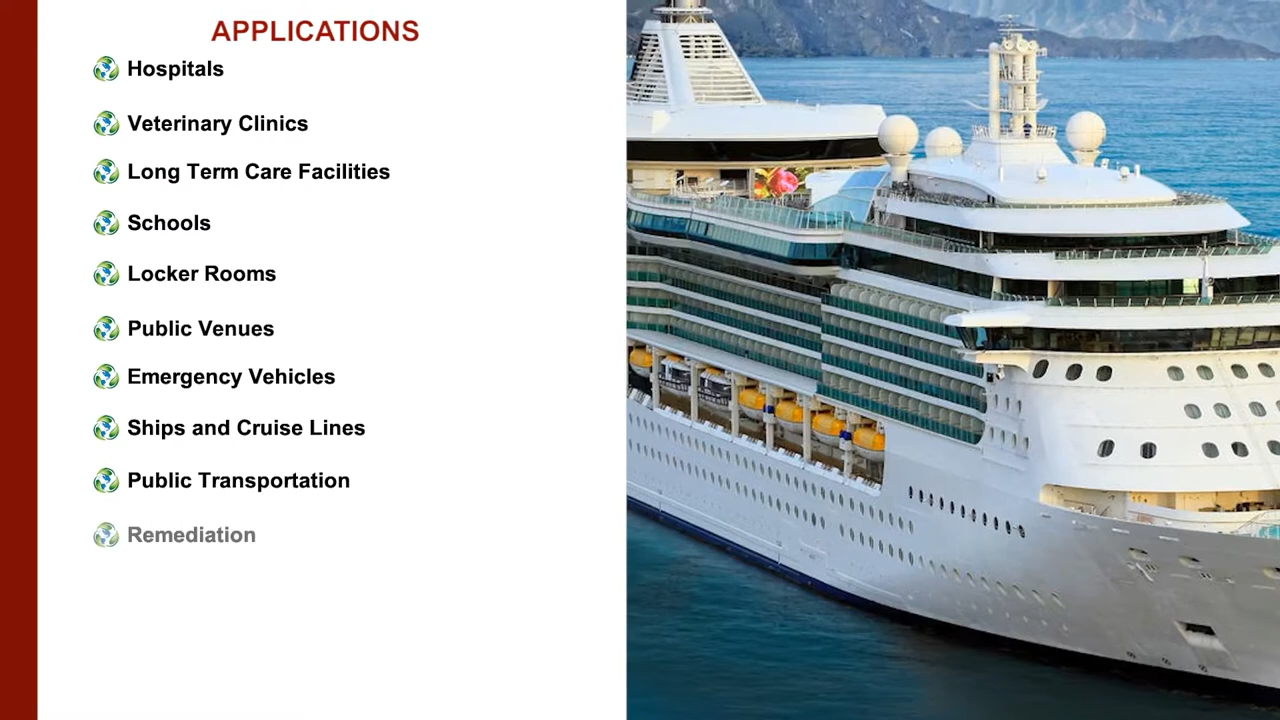 APPLICATIONS
Hospitals
Veterinary Clinics
Long Term Care Facilities
Schools
Locker Rooms
Public Venues
Emergency Vehicles
Ships and Cruise Lines
Public Transportation
Remediation